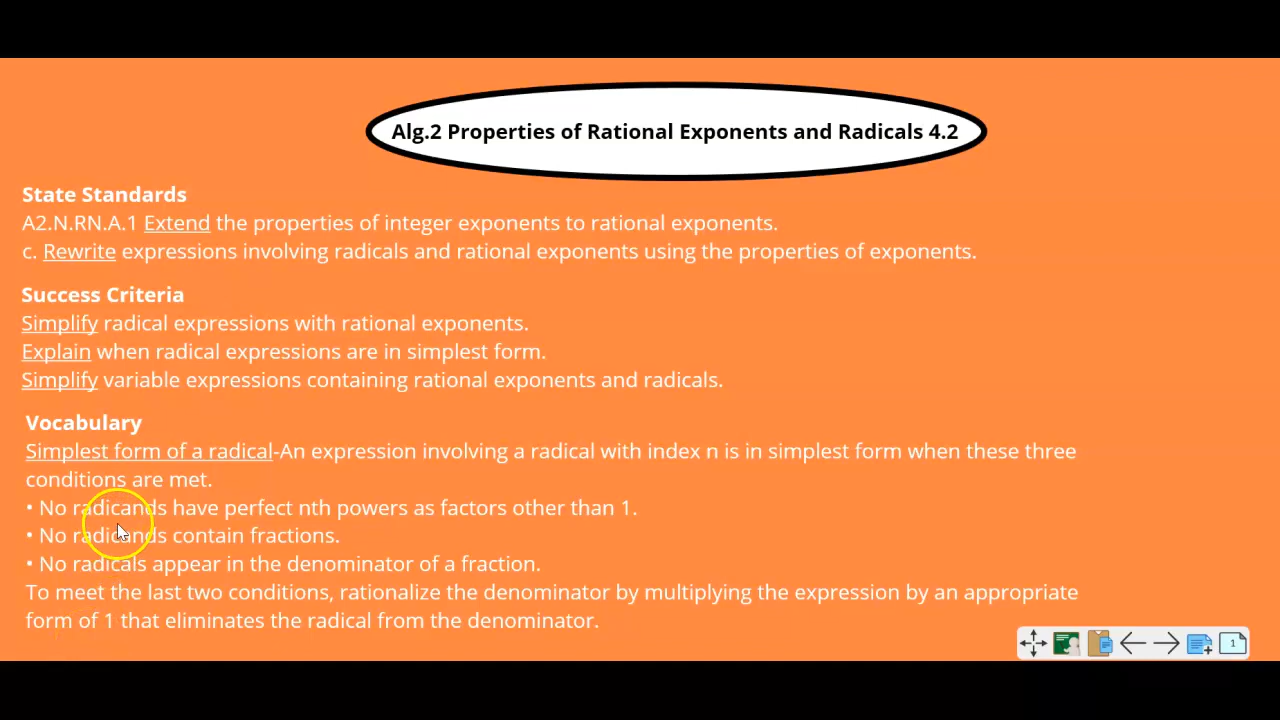 Alg.2 Properties of Rational Exponents and Radicals 4.2
State Standards
A2.N.RN.A.1 Extend the properties of integer exponents to rational exponents.
c. Rewrite expressions involving radicals and rational exponents using the properties of exponents.
Success Criteria
Simplify radical expressions with rational exponents.
Explain when radical expressions are in simplest form.
Simplify variable expressions containing rational exponents and radicals.
Vocabulary
Simplest form of a radical-An expression involving a radical with index n is in simplest form when these three
conditions are met.
• No radicands have perfect nth powers as factors other than 1.
• No radicands contain fractions.
• No radicals appear in the denominator of a fraction.
To meet the last two conditions, rationalize the denominator by multiplying the expression by an appropriate
form of 1 that eliminates the radical from the denominator.
1